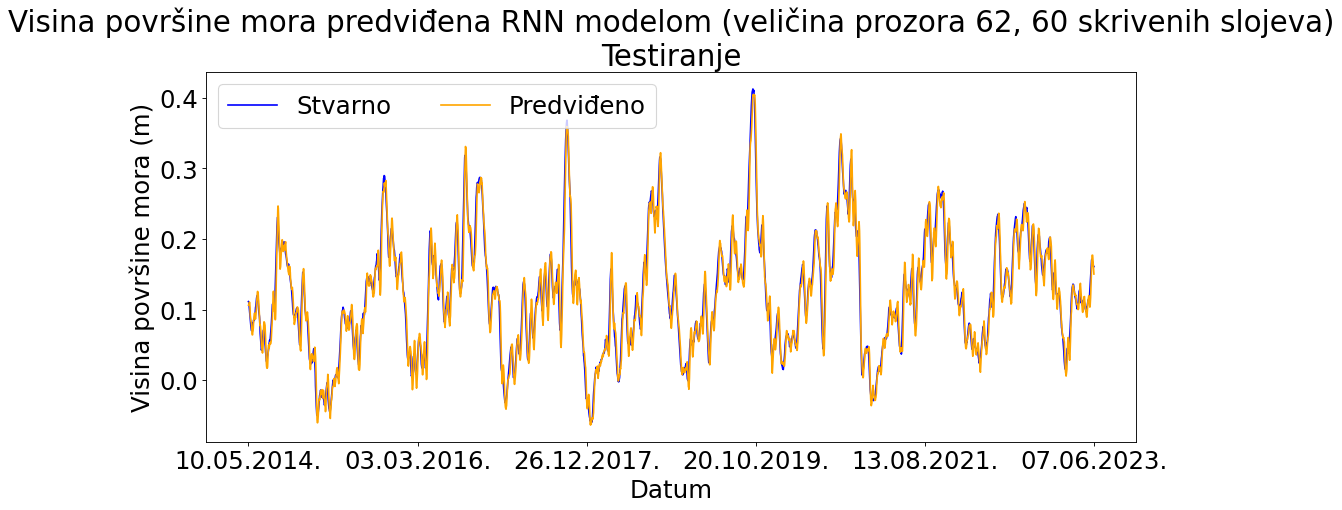 Visina površine mora predviđena RNN modelom (veličina prozora 62, 60 skrivenih slojeva)
Testiranje
Stvarno Predviđeno
Visina površine mora (m)
0.4
0.3
0.2
0.1
0.0
10.05.2014. 03.03.2016. 26.12.2017. 20.10.2019. 13.08.2021. 07.06.2023.
Datum